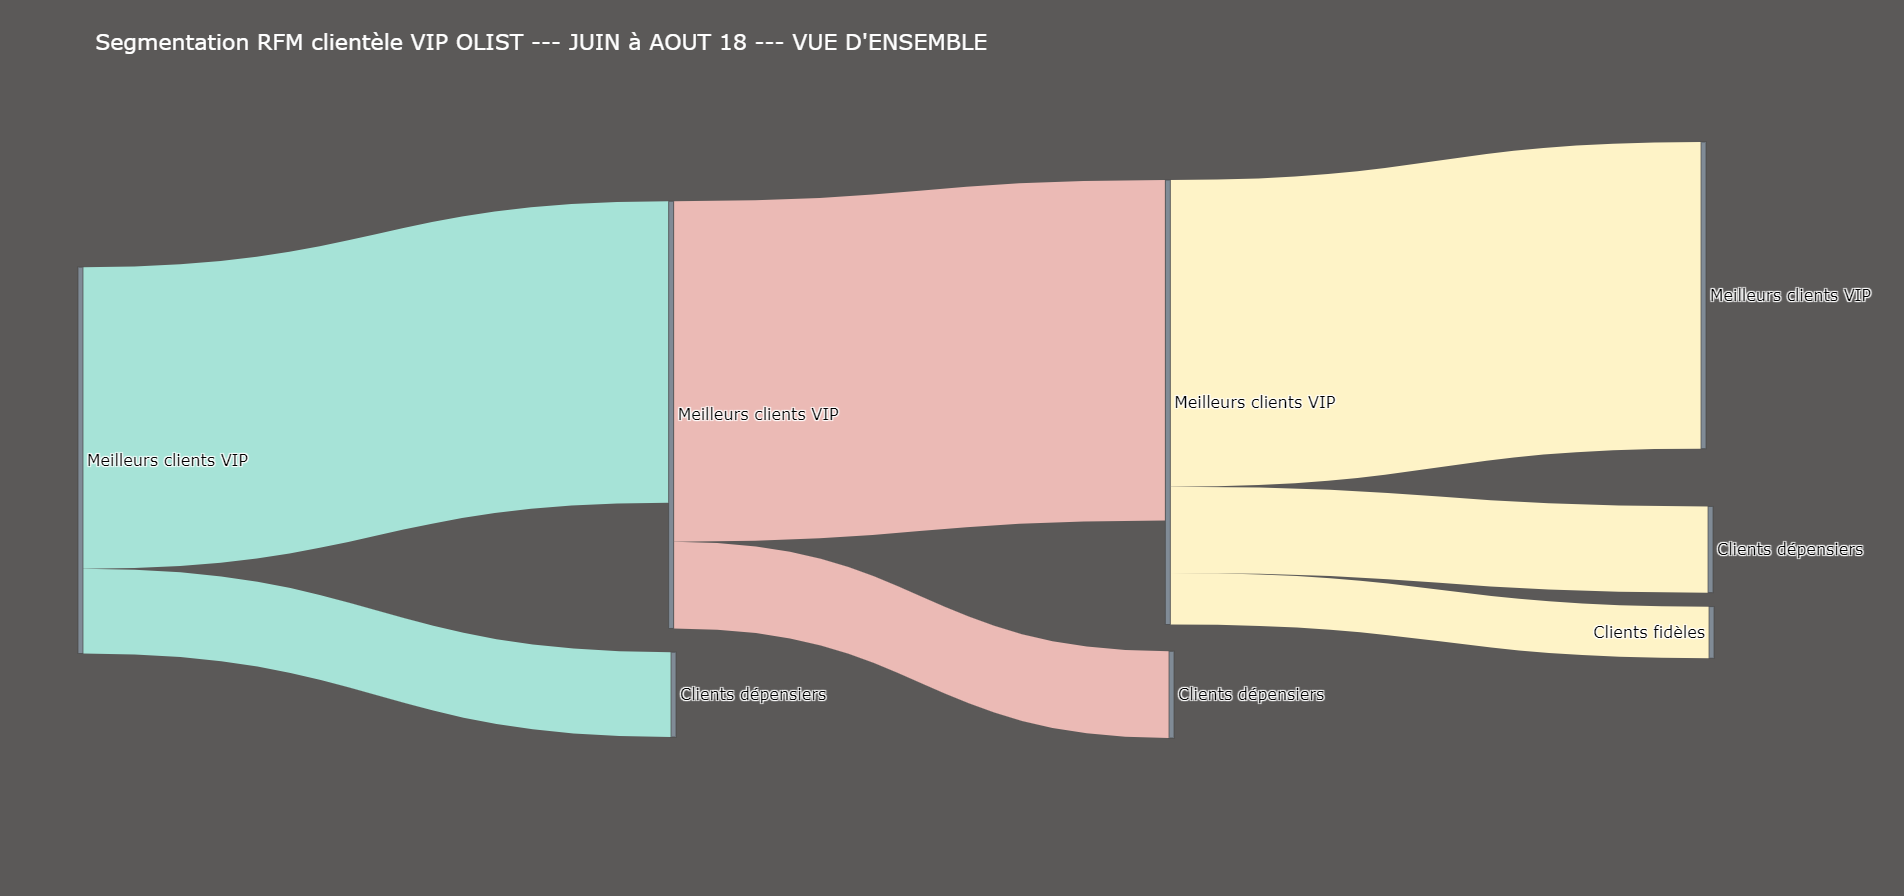 Segmentation RFM clientèle VIP OLIST --- JUIN à AOUT 18 --- VUE D'ENSEMBLE
Meilleurs clients VIP
Meilleurs clients VIP
Clients dépensiers
Meilleurs clients VIP
Clients dépensiers
Meilleurs clients VIP
Clients dépensiers
Clients fidèles